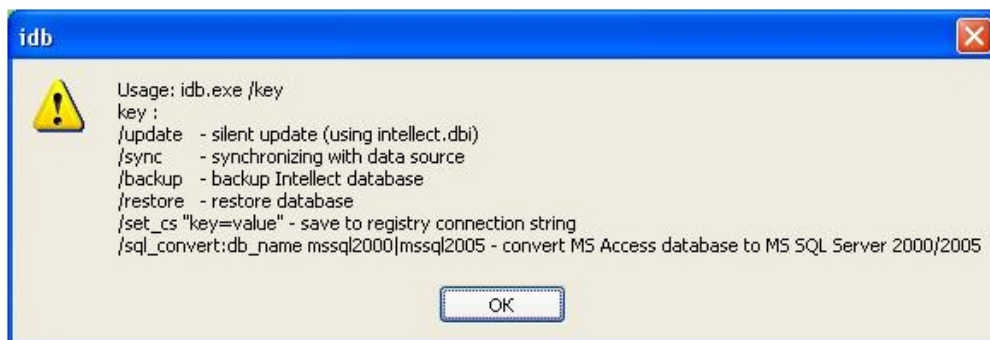 idb
Usage: idb.exe /key
key :
/update - silent update (using intellect.dbi)
/sync - synchronizing with data source
/backup - backup Intellect database
/restore - restore database
/set_cs "key=value" - save to registry connection string
/sql_convert:db_name mssql2000|mssql2005 - convert MS Access database to MS SQL Server 2000/2005
OK